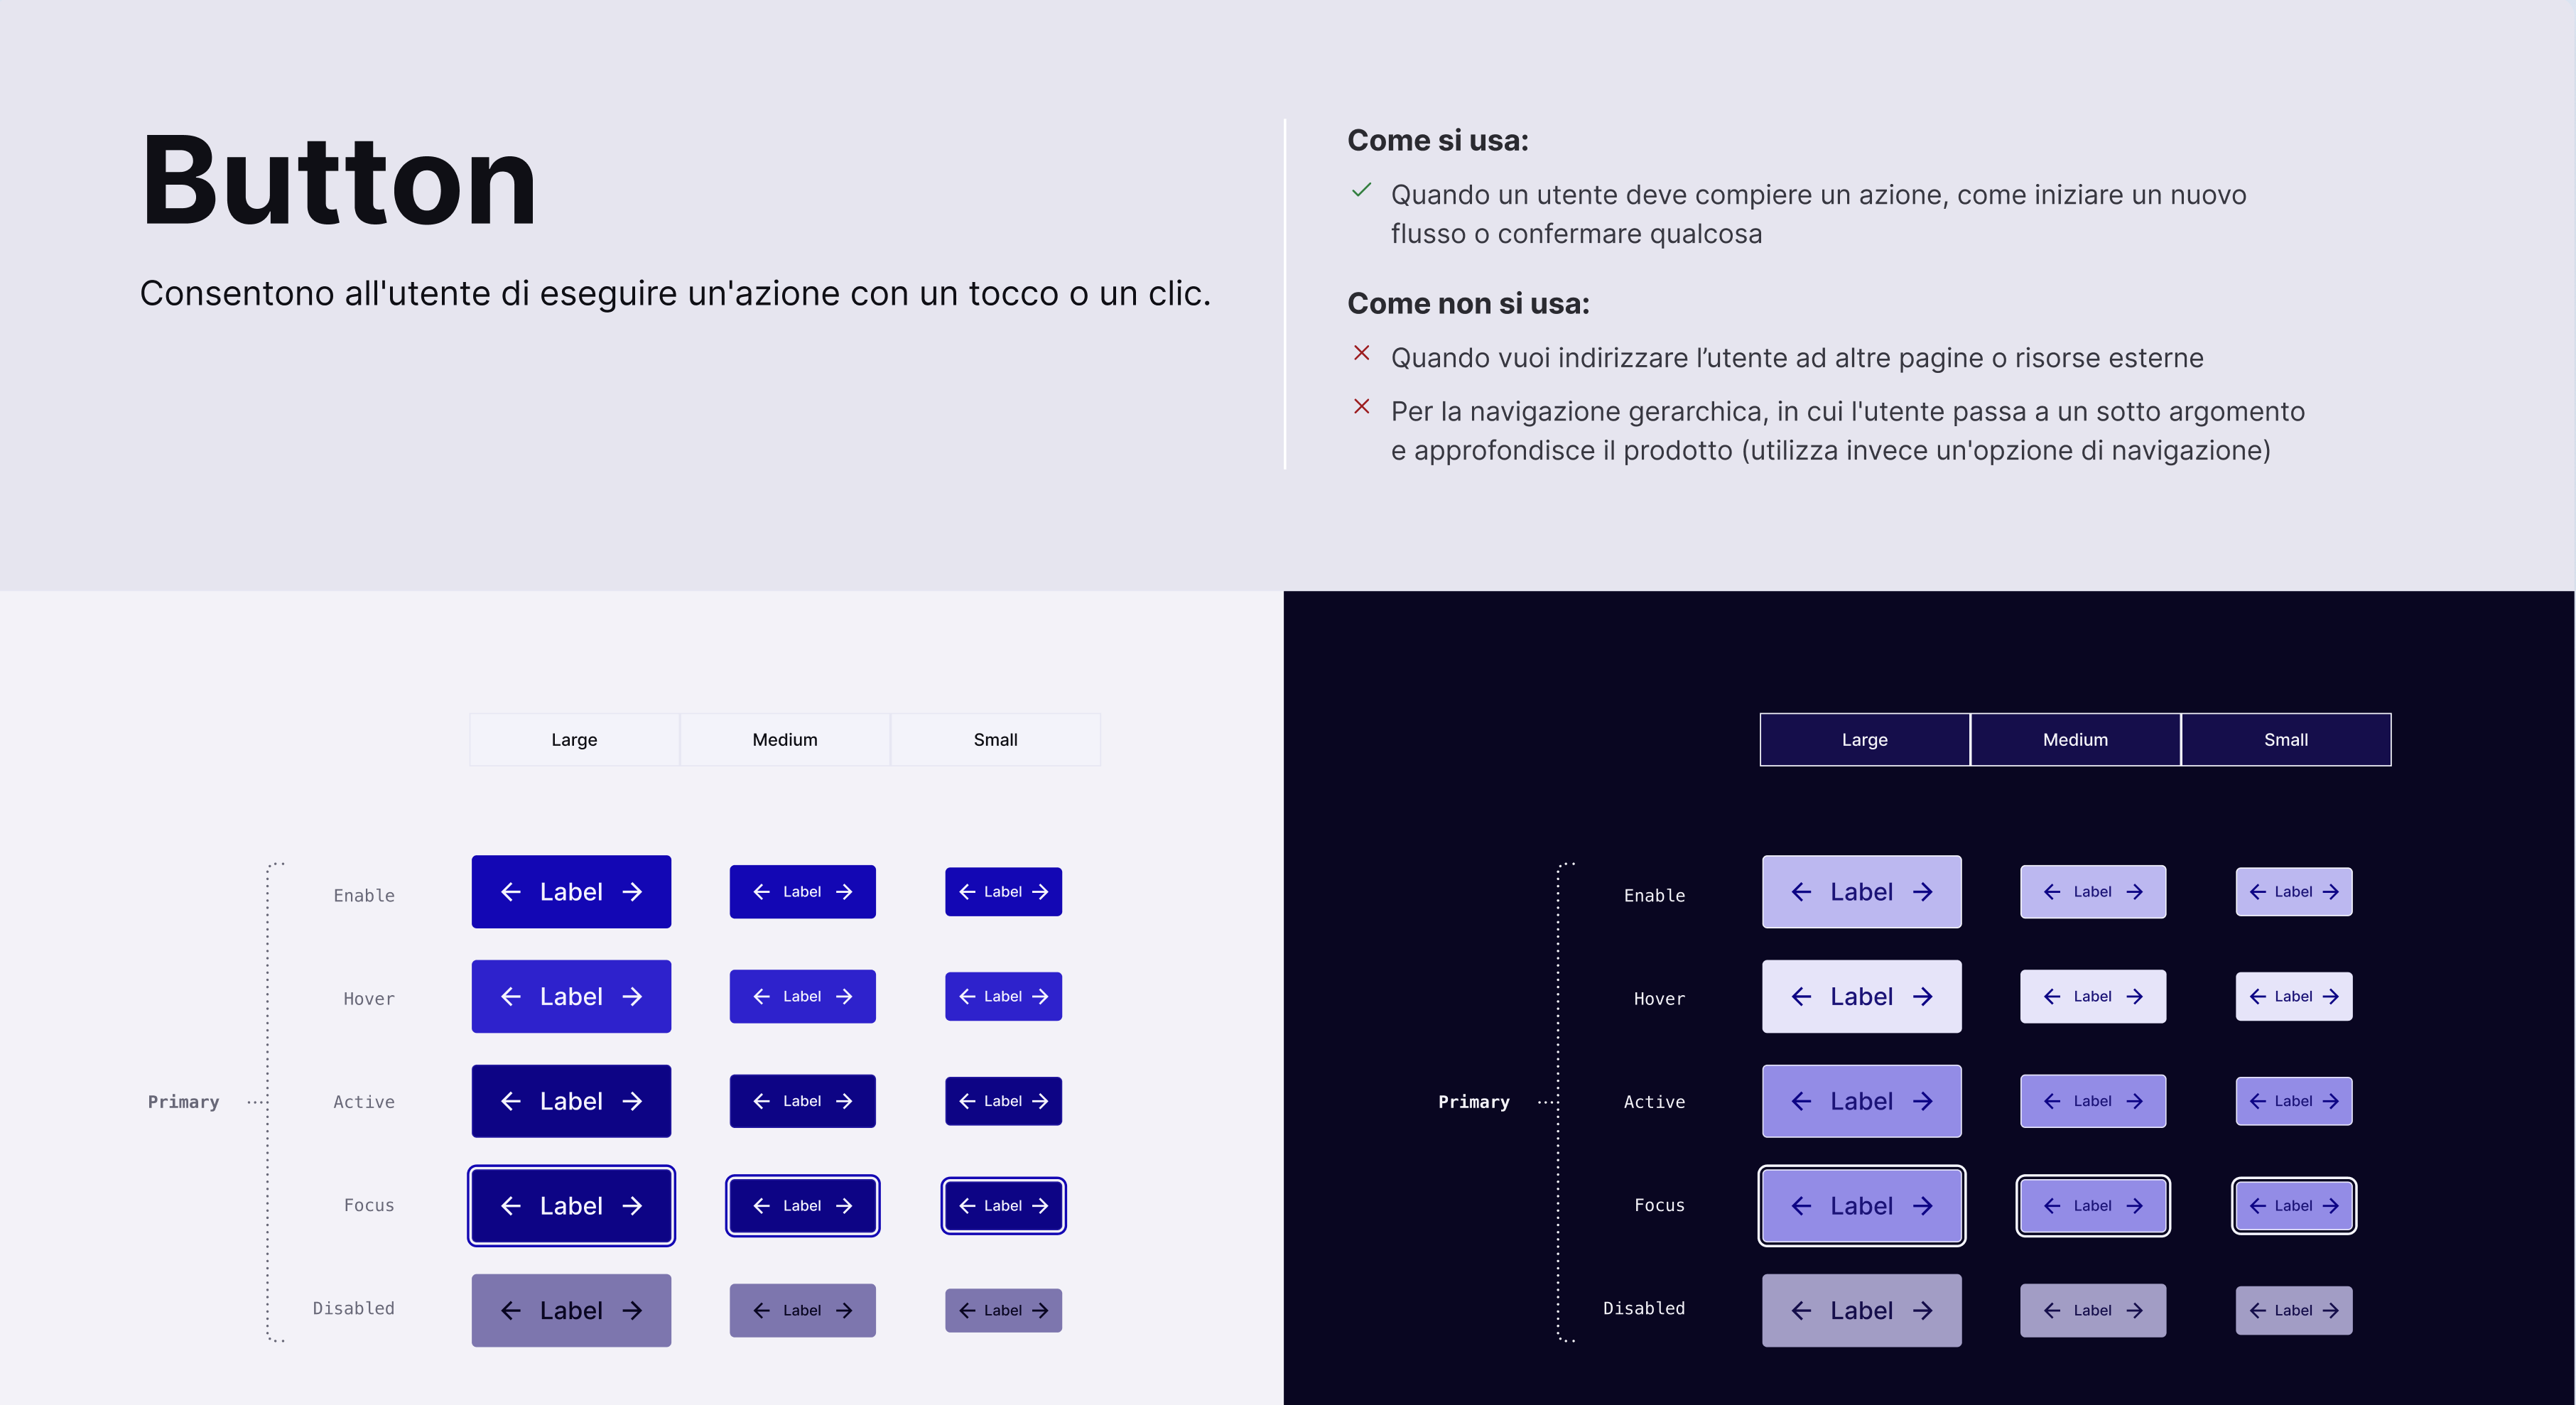 Button
Consentono all'utente di eseguire un'azione con un tocco o un clic.
Come si usa:
Quando un utente deve compiere un azione, come iniziare un nuovo
flusso o confermare qualcosa
Come non si usa:
Quando vuoi indirizzare l’utente ad altre pagine o risorse esterne
Per la navigazione gerarchica, in cui l'utente passa a un sotto argomento
e approfondisce il prodotto (utilizza invece un'opzione di navigazione)
Large Medium Small
Enable Label Label Label
Hover Label Label Label
Primary Active Label Label Label
Focus Label Label Label
Disabled Label Label Label
Large Medium Small
Enable Label Label Label
Hover Label Label Label
Primary Active Label Label Label
Focus Label Label Label
Disabled Label Label Label